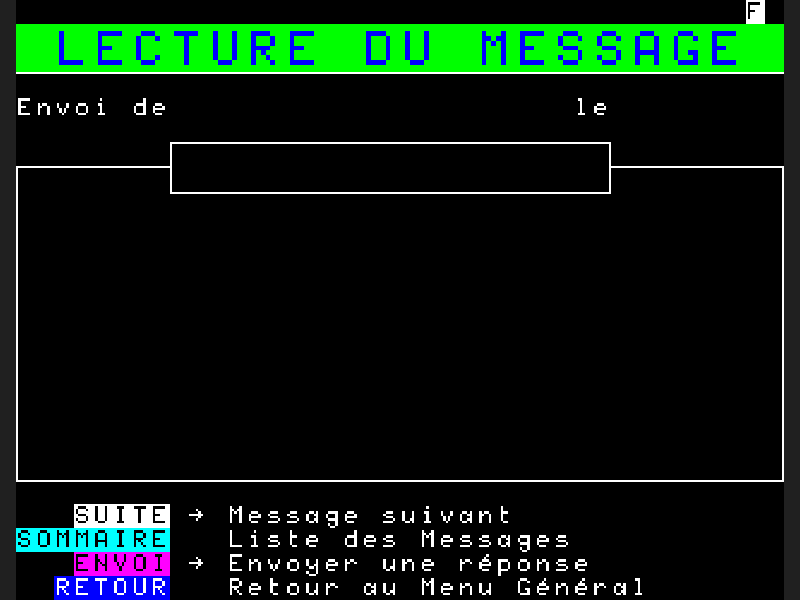 F
LECTURE DU MESSAGE
Envoi de le
SUITE → Message suivant
SOMMAIRE Liste des Messages
ENVOI → Envoyer une réponse
RETOUR Retour au Menu Général